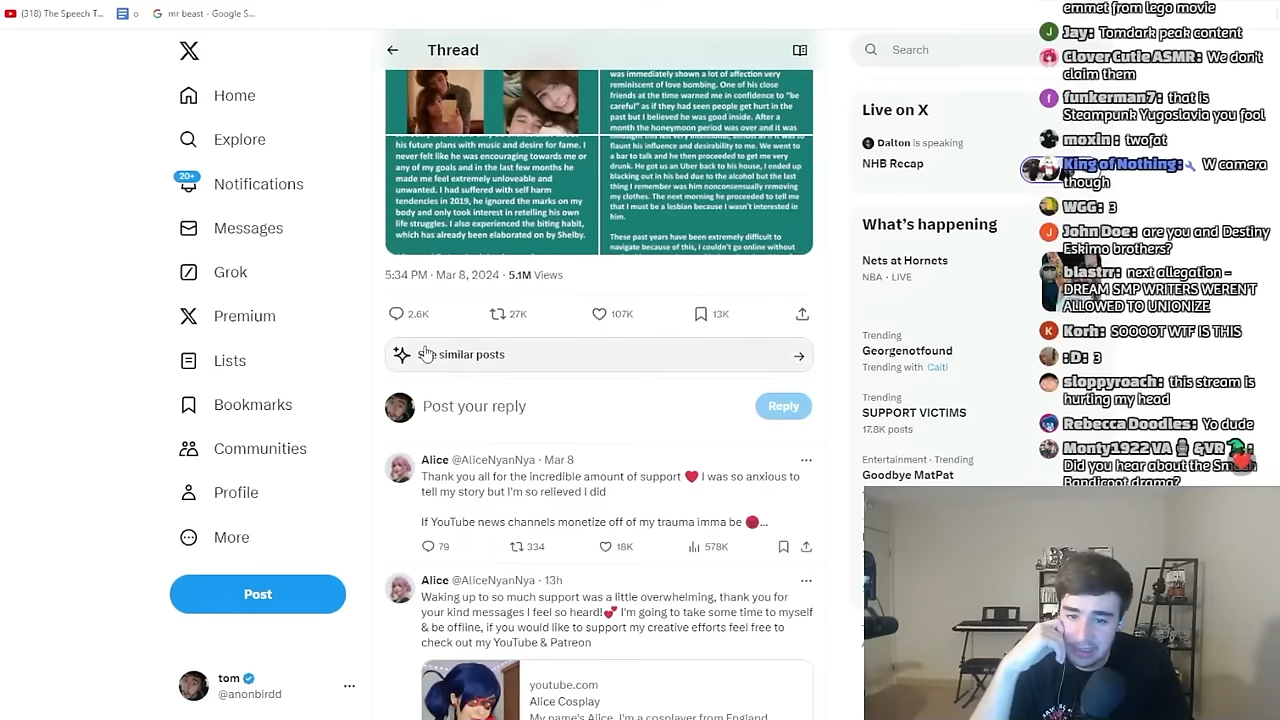 (318) The Speech T...
o
mr beast - Google S...
Home
Explore
20+
Notifications
Messages
Grok
Premium
Lists
Bookmarks
Communities
Profile
More
Post
tom
@anonbirdd
Thread
his future plans with music and desire for fame. I
never felt like he was encouraging towards me or
any of my goals and in the last few months he
made me feel extremely unloveable and
unwanted. I had suffered with self harm
tendencies in 2019, he ignored the marks on my
body and only took interest in retelling his own
life struggles. I also experienced the biting habit,
which has already been elaborated on by Shelby.
was immediately shown a lot of affection very
reminiscent of love bombing. One of his close
friends at the time warned me in confidence to "be
careful" as if they had seen people get hurt in the
past but I believed he was good inside. After a
month the honeymoon period was over and it was
flaunt his influence and desirability to me. We went
to a bar to talk and he then proceeded to get me very
drunk. He got us an Uber back to his house, I ended up
blacking out in his bed due to the alcohol but the last
thing I remember was him nonconsensually removing
my clothes. The next morning he proceeded to tell me
that I must be a lesbian because I wasn't interested in
him.
These past years have been extremely difficult to
navigate because of this, I couldn't go online without
5:34 PM · Mar 8, 2024 · 5.1M Views
2.6K
27K
107K
13K
similar posts
Post your reply
Reply
Alice @AliceNyanNya · Mar 8
Thank you all for the incredible amount of support ❤️ I was so anxious to
tell my story but I'm so relieved I did
If YouTube news channels monetize off of my trauma imma be 😡...
79
334
18K
578K
Alice @AliceNyanNya · 13h
Waking up to so much support was a little overwhelming, thank you for
your kind messages I feel so heard!💕 I'm going to take some time to myself
& be offline, if you would like to support my creative efforts feel free to
check out my YouTube & Patreon
youtube.com
Alice Cosplay
My name's Alice, I'm a cosplayer from England
Search
Live on X
Dalton is speaking
NHB Recap
What's happening
Nets at Hornets
NBA · LIVE
Trending
Georgenotfound
Trending with Caiti
Trending
SUPPORT VICTIMS
17.8K posts
Entertainment · Trending
Goodbye MatPat
emmet from lego movie
Jay: Tomdark peak content
CloverCutieASMR: We don't
claim them
funkerman7: that is
Steampunk Yugoslavia you fool
moxin: twofat
King of Nothing: W camera
though
WGG: 3
John Doe: are you and Destiny
Eskimo brothers?
blastrr: next allegation -
DREAM SMP WRITERS WERENT
ALLOWED TO UNIONIZE
Korh: SOOOOT WTF IS THIS
:D: 3
sloppyroach: this stream is
hurting my head
Rebecca Doodles: Yo dude
Monty1922 VA & VR :
Did you hear about the
Bandicoot drama?